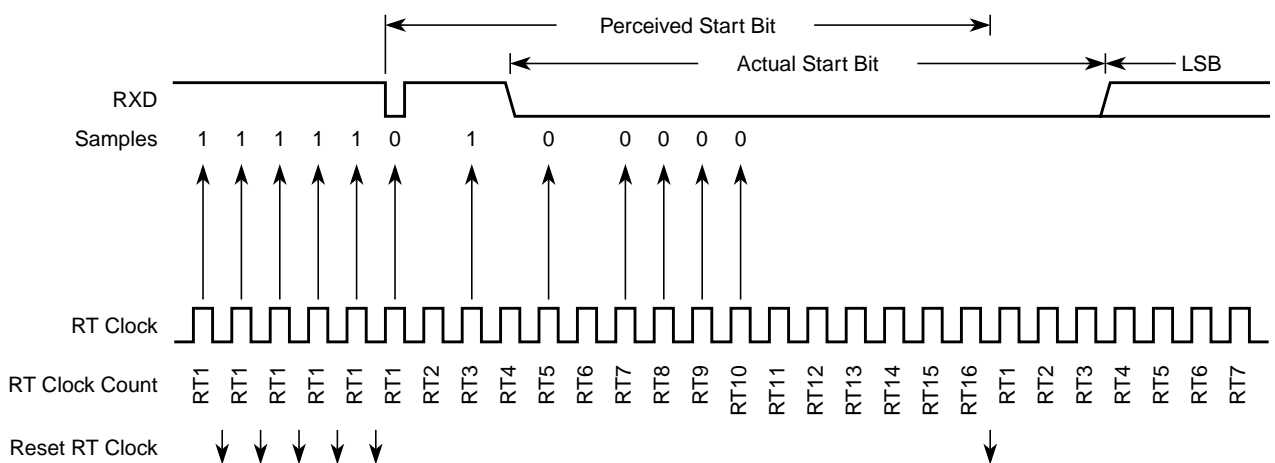 Perceived Start Bit
Actual Start Bit
LSB
RXD
Samples 1 1 1 1 1 0 1 0 0 0 0 0
RT Clock
RT Clock Count RT1 RT1 RT1 RT1 RT1 RT1 RT2 RT3 RT4 RT5 RT6 RT7 RT8 RT9 RT10 RT11 RT12 RT13 RT14 RT15 RT16 RT1 RT2 RT3 RT4 RT5 RT6 RT7
Reset RT Clock